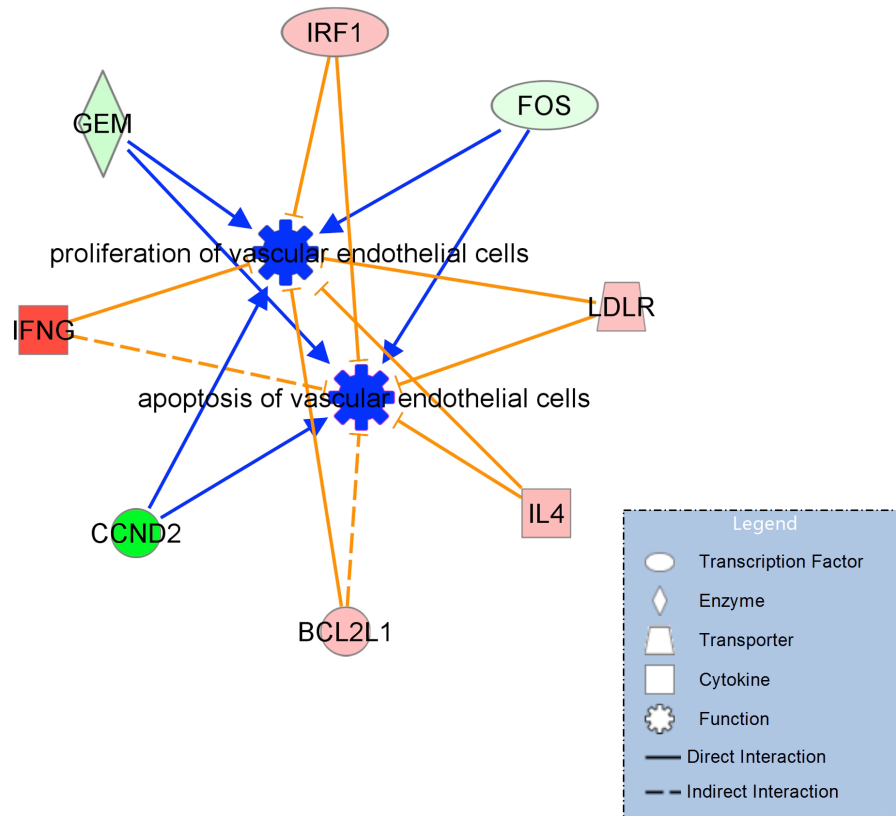 IRF1
FOS
GEM
proliferation of vascular endothelial cells
LDLR
IFNG
apoptosis of vascular endothelial cells
IL4
CCND2
BCL2L1
Legend
Transcription Factor
Enzyme
Transporter
Cytokine
Function
Direct Interaction
Indirect Interaction